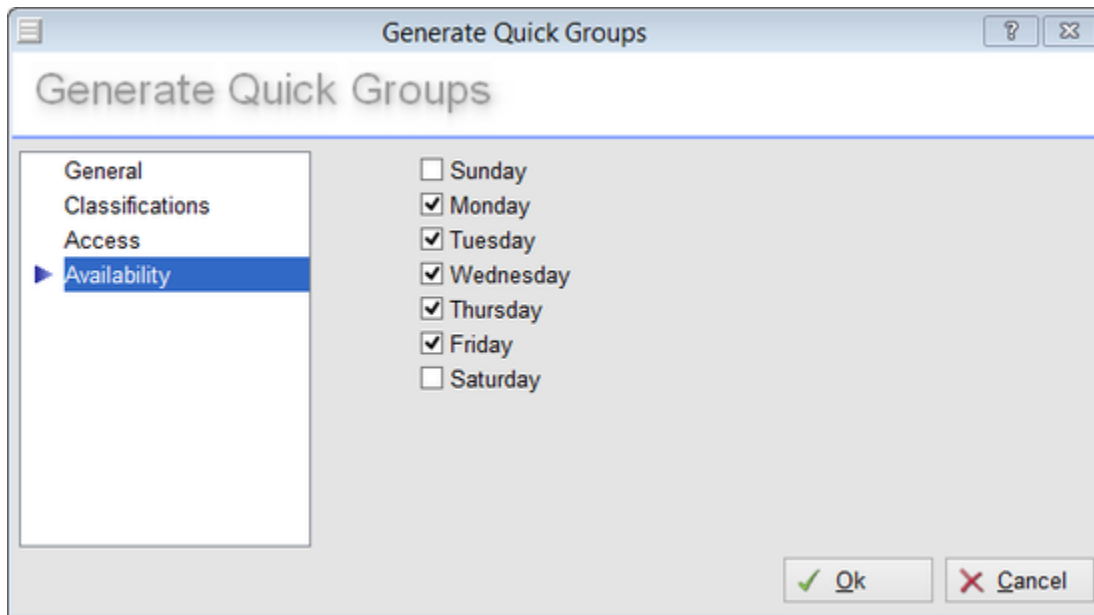 Generate Quick Groups
Generate Quick Groups
General
Classifications
Access
Availability
Sunday
Monday
Tuesday
Wednesday
Thursday
Friday
Saturday
Ok
Cancel